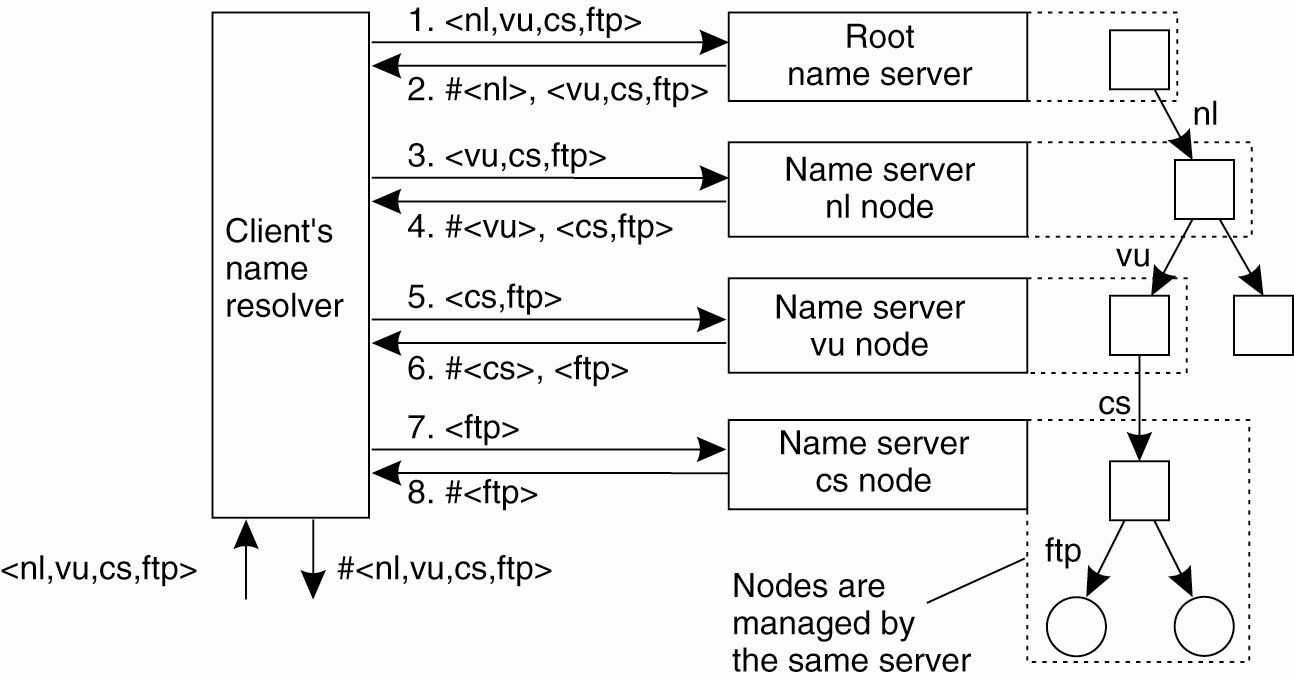 1. <nl,vu,cs,ftp>
Root
name server
2. #<nl>, <vu,cs,ftp>
nl
3. <vu,cs,ftp>
Name server
nl node
4. #<vu>, <cs,ftp>
Client's
name
resolver
vu
5. <cs,ftp>
Name server
vu node
6. #<cs>, <ftp>
cs
7. <ftp>
Name server
cs node
8. #<ftp>
ftp
<nl,vu,cs,ftp>
#<nl,vu,cs,ftp>
Nodes are
managed by
the same server